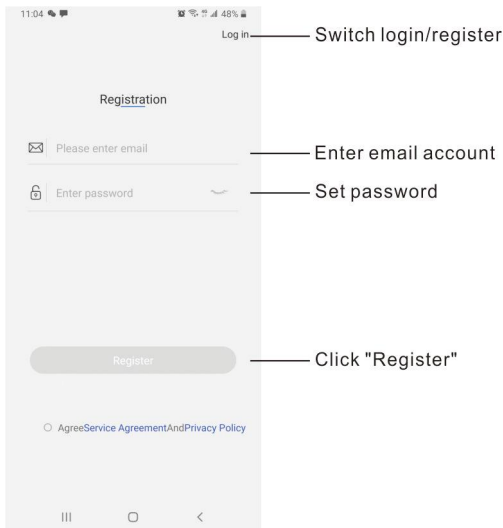 11:04 48%
Log in Switch login/register
Registration
Please enter email Enter email account
Enter password Set password
Register Click "Register"
AgreeService AgreementAndPrivacy Policy